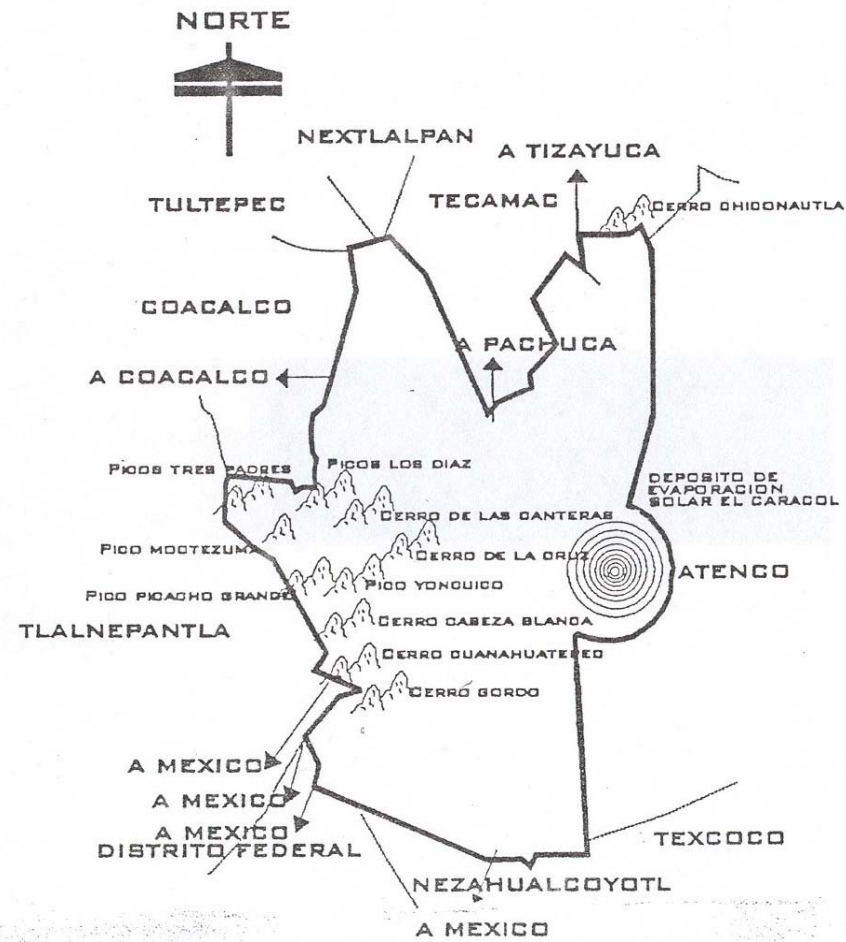 NORTE
NEXTLALPAN
A TIZAYUCA
TULTEPEC
TECAMAC
CERRO CHICONAUTLA
COACALCO
A PACHUCA
A COACALCO
PICOS TRES PADRES
PICOS LOS DIAZ
DEPOSITO DE
EVAPORACION
SOLAR EL CARACOL
CERRO DE LAS CANTERAS
PICO MOCTEZUMA
CERRO DE LA CRUZ
ATENCO
PICO PICACHO GRANDE
PICO YONGUICO
CERRO CABEZA BLANCA
TLALNEPANTLA
CERRO GUANAHUATEPEC
CERRO GORDO
A MEXICO
A MEXICO
A MEXICO
DISTRITO FEDERAL
TEXCOCO
NEZAHUALCOYOTL
A MEXICO